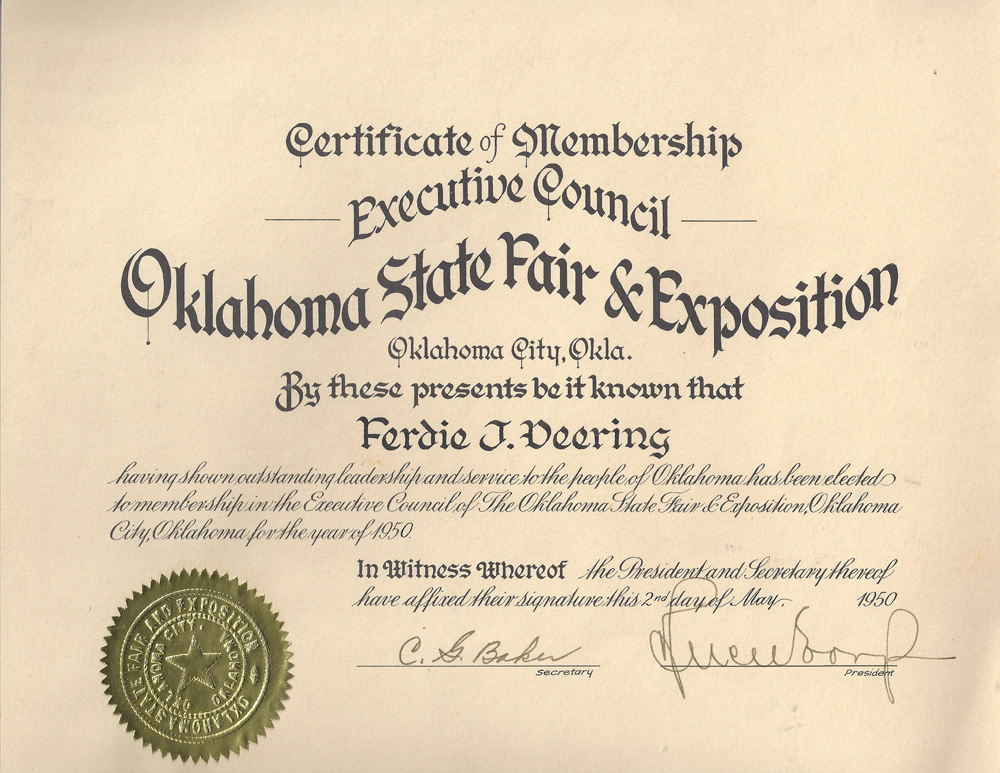 Certificate of Membership
Executive Council
Oklahoma State Fair & Exposition
Oklahoma City, Okla.
By these presents be it known that
Ferdie J. Deering
having shown outstanding leadership and service to the people of Oklahoma has been elected
to membership in the Executive Council of The Oklahoma State Fair & Exposition, Oklahoma
City, Oklahoma for the year of 1950.
In Witness Whereof the President and Secretary thereof
have affixed their signature this 2nd day of May, 1950
C. G. Baker
Secretary
President
OKLAHOMA STATE FAIR AND EXPOSITION
OKLAHOMA CITY, OKLAHOMA